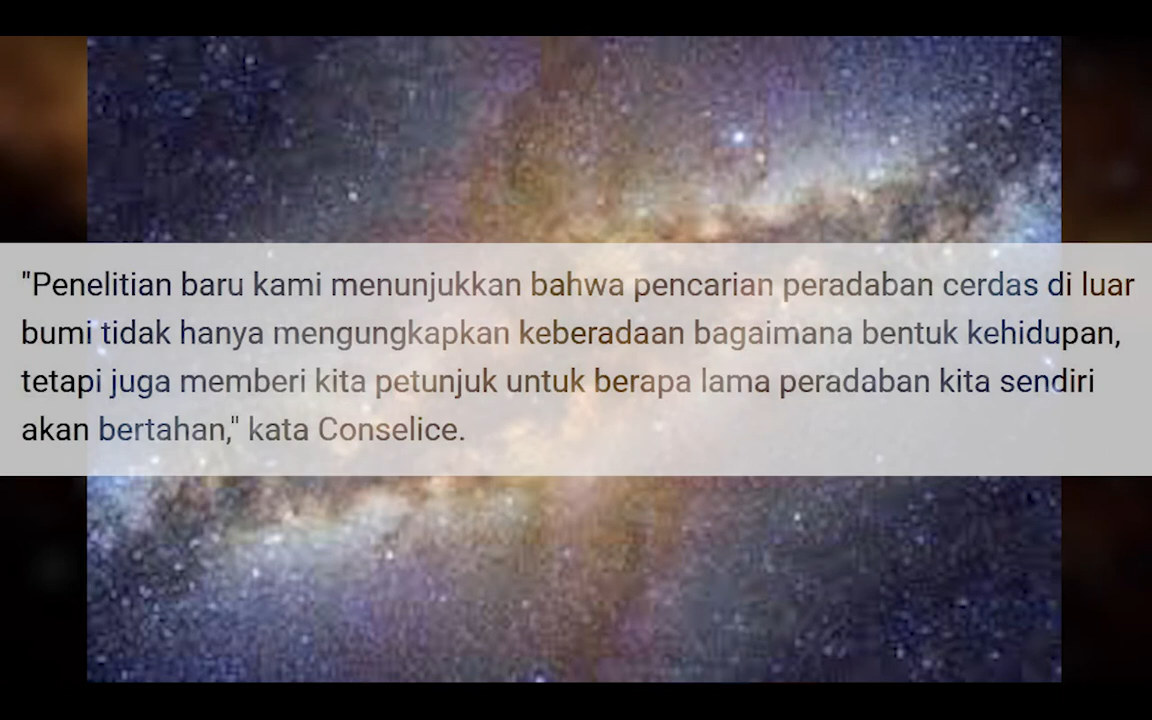 "Penelitian baru kami menunjukkan bahwa pencarian peradaban cerdas di luar
bumi tidak hanya mengungkapkan keberadaan bagaimana bentuk kehidupan,
tetapi juga memberi kita petunjuk untuk berapa lama peradaban kita sendiri
akan bertahan," kata Conselice.